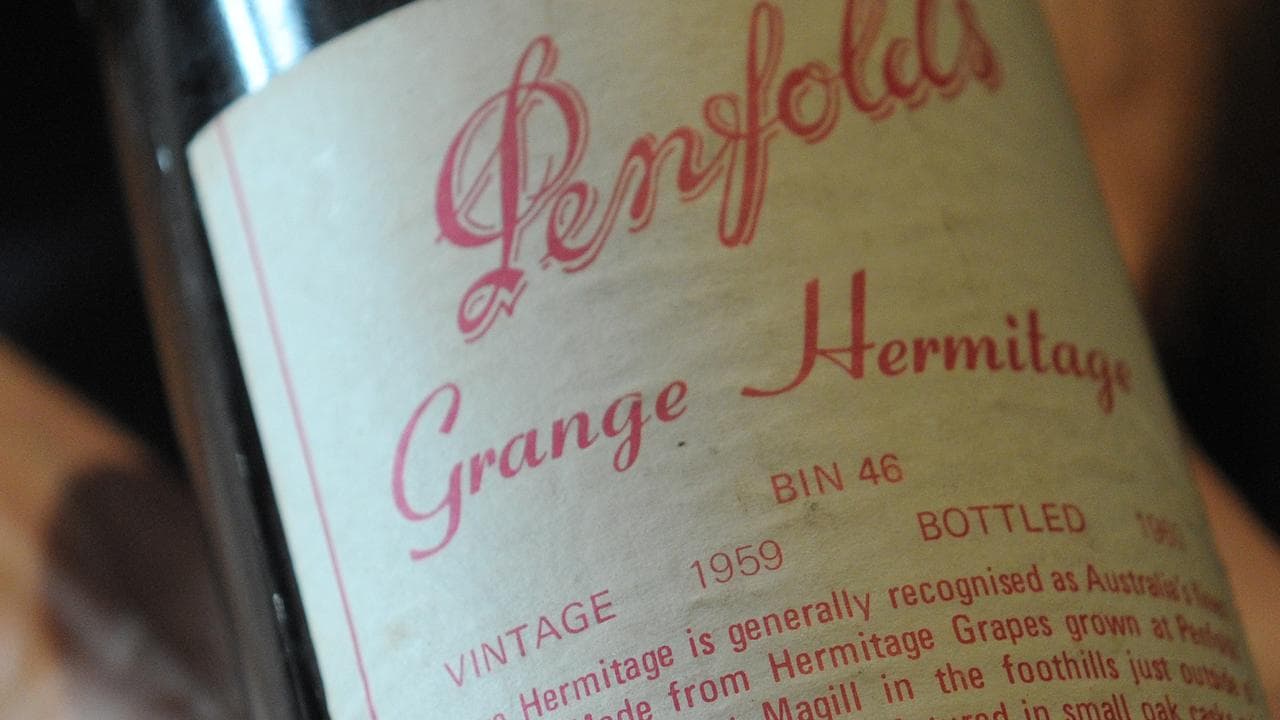 Penfolds
Grange Hermitage
BIN 46
VINTAGE 1959 BOTTLED
Hermitage is generally recognised as Australia's
from Hermitage Grapes grown at
Magill in the foothills just outside
in small oak